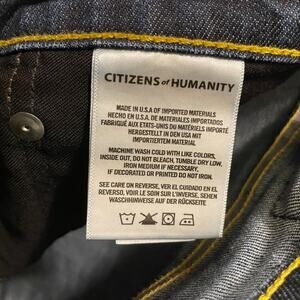 CITIZENS of HUMANITY
MADE IN U.S.A OF IMPORTED MATERIALS
HECHO EN U.S.A DE MATERIALES IMPORTADOS
FABRIQUÉ AUX ETATS-UNIS DU MATÉRIEL IMPORTÉ
HERGESTELLT IN DEN USA MIT
IMPORTIERTEM MATERIAL
MACHINE WASH COLD WITH LIKE COLORS,
INSIDE OUT, DO NOT BLEACH, TUMBLE DRY LOW.
IRON MEDIUM IF NECESSARY.
IF DECORATED OR PRINTED DO NOT IRON.
SEE CARE ON REVERSE, VER EL CUIDADO EN EL
REVERSO, VOIR LE SOIN SUR L'INVERSE, SEHEN
WASCHHINWEISE AUF DER RÜCKSEITE